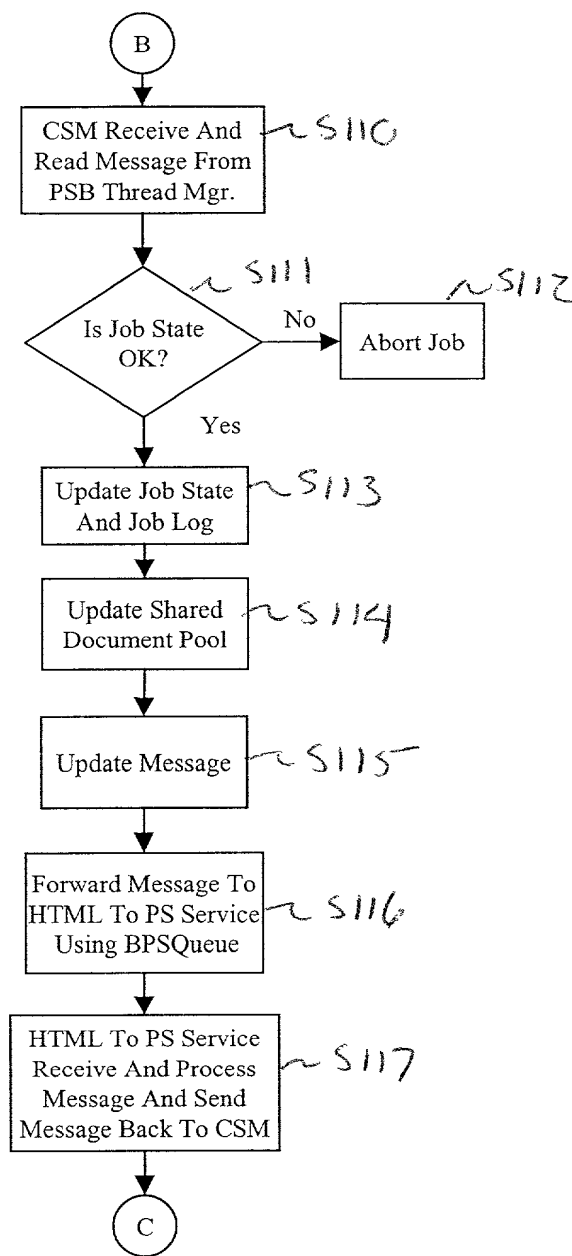 B
CSM Receive And
Read Message From
PSB Thread Mgr.
S110
S111
Is Job State
OK?
No
S112
Abort Job
Yes
Update Job State
And Job Log
S113
Update Shared
Document Pool
S114
Update Message
S115
Forward Message To
HTML To PS Service
Using BPSQueue
S116
HTML To PS Service
Receive And Process
Message And Send
Message Back To CSM
S117
C